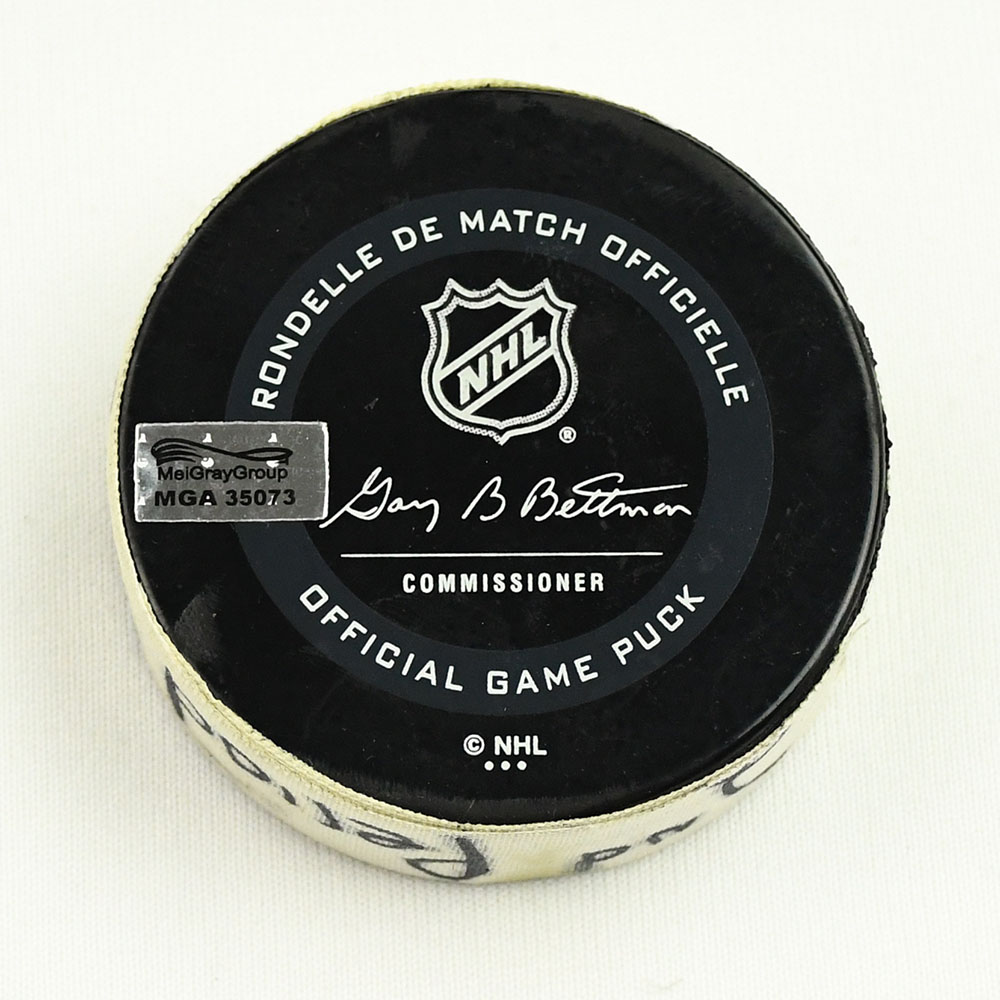 RONDELLE DE MATCH OFFICIELLE
NHL
®
MeiGrayGroup
MGA 35073
Gary B Bettman
COMMISSIONER
OFFICIAL GAME PUCK
© NHL